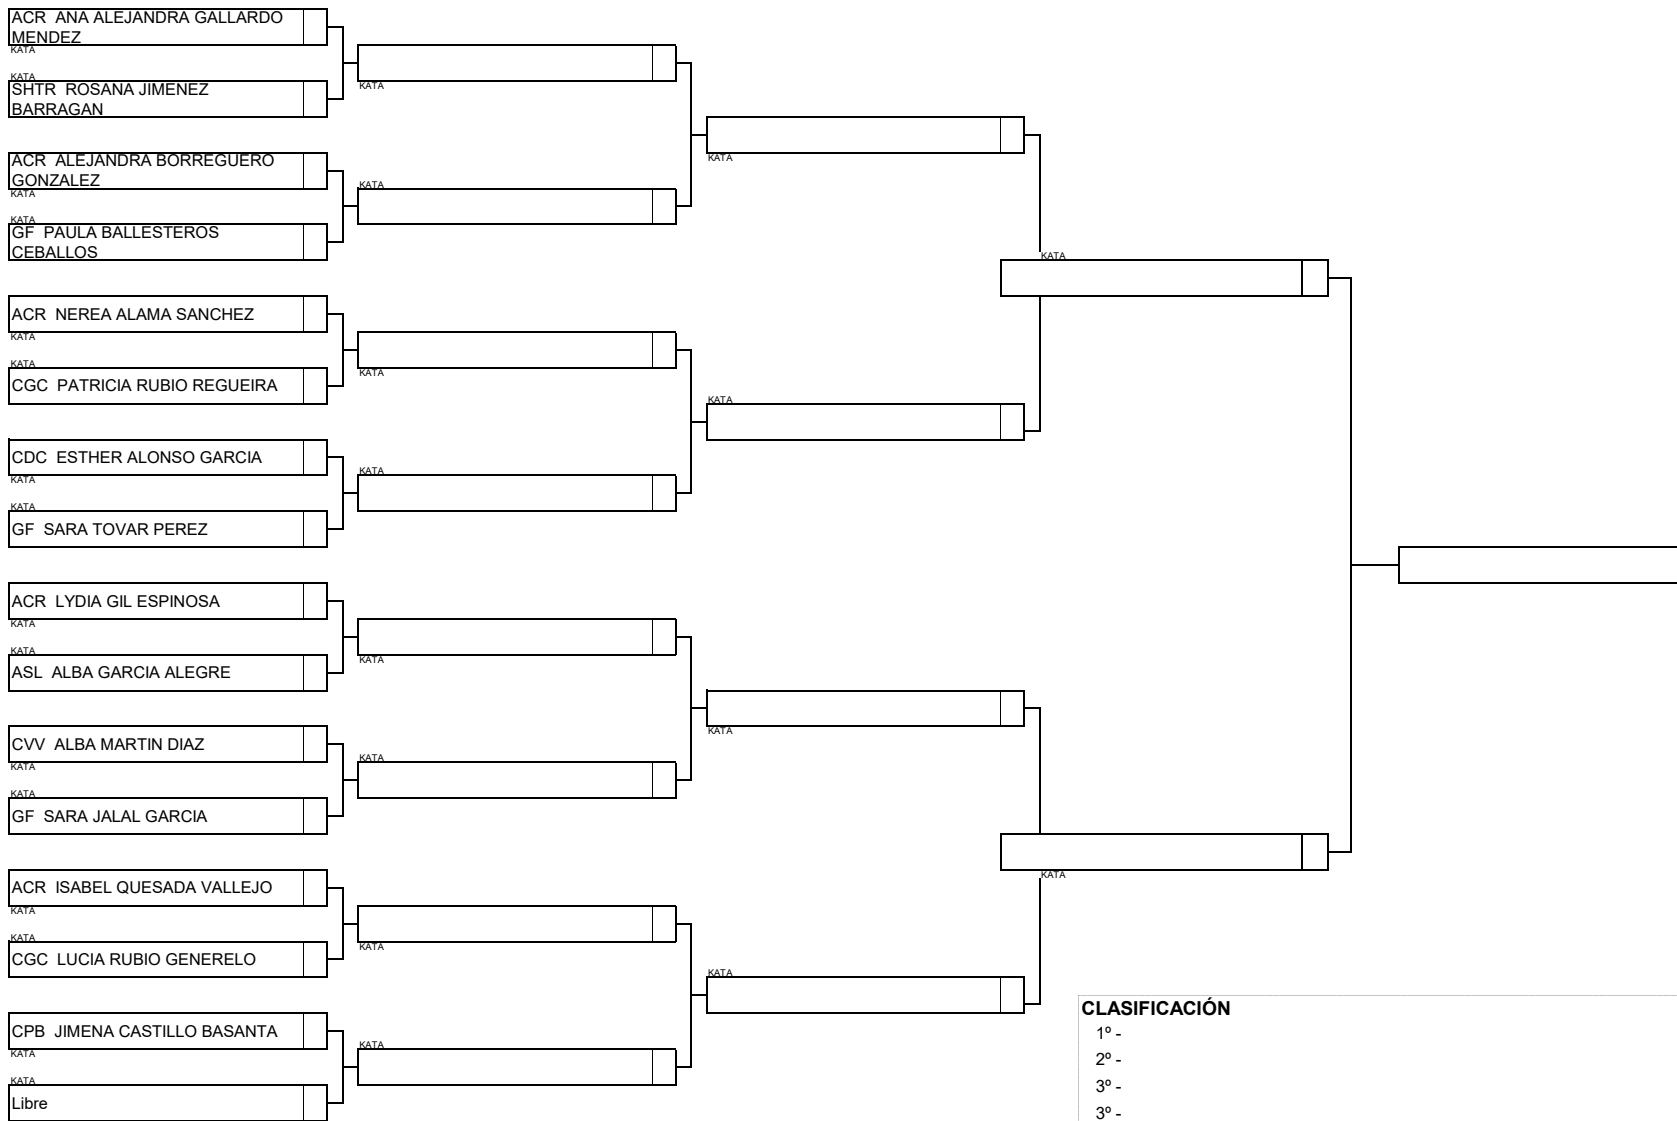 ACR  ANA ALEJANDRA GALLARDO
MENDEZ
KATA
KATA
SHTR  ROSANA JIMENEZ
BARRAGAN
ACR  ALEJANDRA BORREGUERO
GONZALEZ
KATA
KATA
GF  PAULA BALLESTEROS
CEBALLOS
ACR  NEREA ALAMA SANCHEZ
KATA
KATA
CGC  PATRICIA RUBIO REGUEIRA
CDC  ESTHER ALONSO GARCIA
KATA
KATA
GF  SARA TOVAR PEREZ
ACR  LYDIA GIL ESPINOSA
KATA
KATA
ASL  ALBA GARCIA ALEGRE
CVV  ALBA MARTIN DIAZ
KATA
KATA
GF  SARA JALAL GARCIA
ACR  ISABEL QUESADA VALLEJO
KATA
KATA
CGC  LUCIA RUBIO GENERELO
CPB  JIMENA CASTILLO BASANTA
KATA
KATA
Libre
KATA
KATA
KATA
KATA
KATA
KATA
KATA
KATA
KATA
KATA
KATA
KATA
KATA
KATA
CLASIFICACIÓN
1º -
2º -
3º -
3º -